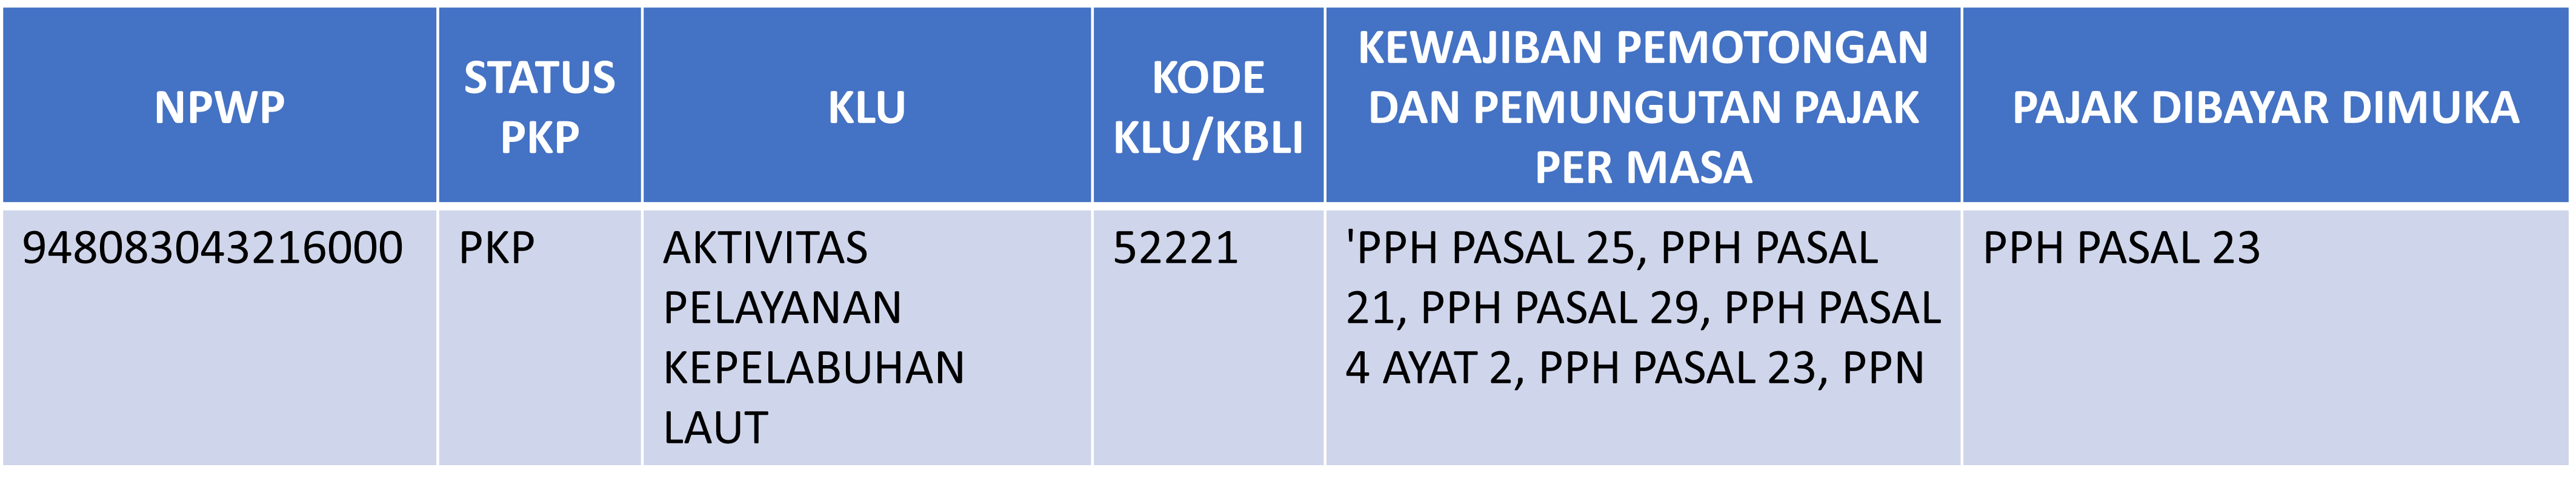 NPWP
STATUS
PKP
KLU
KODE
KLU/KBLI
KEWAJIBAN PEMOTONGAN
DAN PEMUNGUTAN PAJAK
PER MASA
PAJAK DIBAYAR DIMUKA
948083043216000
PKP
AKTIVITAS
PELAYANAN
KEPELABUHAN
LAUT
52221
'PPH PASAL 25, PPH PASAL
21, PPH PASAL 29, PPH PASAL
4 AYAT 2, PPH PASAL 23, PPN
PPH PASAL 23